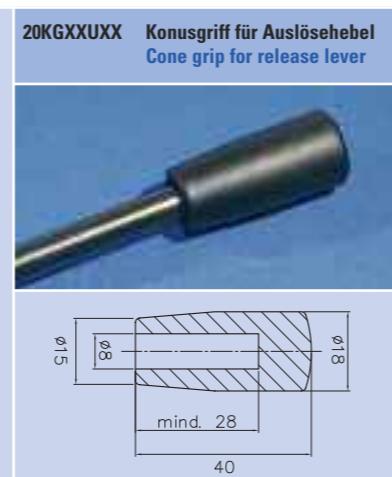 20KGXXUXX Konusgriff für Auslösehebel
Cone grip for release lever
ø15
ø8
ø18
mind. 28
40